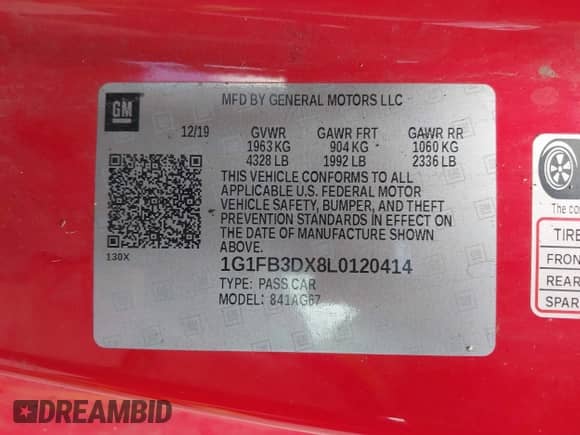 GM
MFD BY GENERAL MOTORS LLC
12/19 GVWR GAWR FRT GAWR RR
1963 KG 904 KG 1060 KG
4328 LB 1992 LB 2336 LB
THIS VEHICLE CONFORMS TO ALL
APPLICABLE U.S. FEDERAL MOTOR
VEHICLE SAFETY, BUMPER, AND THEFT
PREVENTION STANDARDS IN EFFECT ON
THE DATE OF MANUFACTURE SHOWN
ABOVE.
130X
1G1FB3DX8L0120414
TYPE: PASS CAR
MODEL: 841AG67
The co
TIRE
FRON
REAR
SPAR
DREAMBID